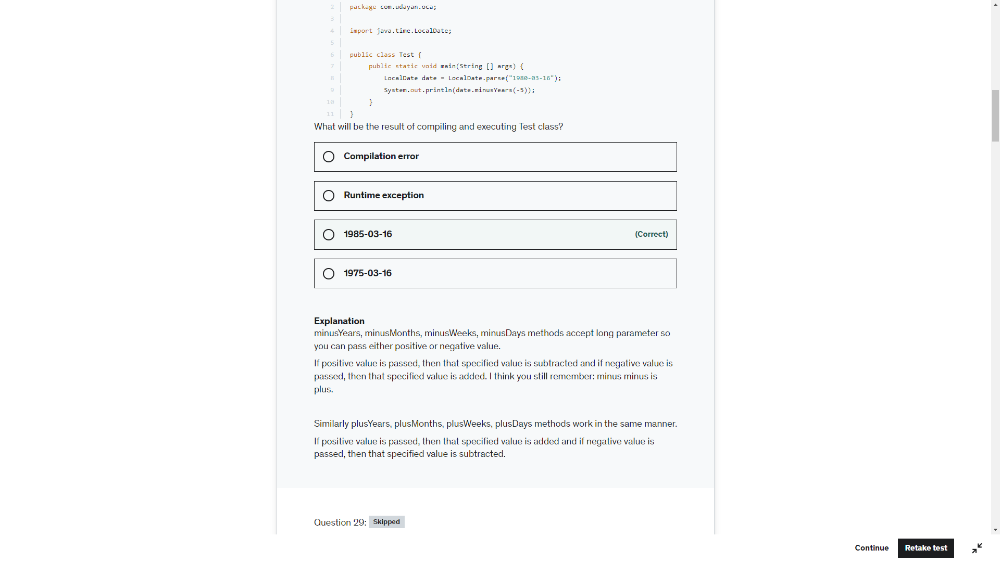 2 package com.udayan.oca;
3
4 import java.time.LocalDate;
5
6 public class Test {
7 public static void main(String [] args) {
8 LocalDate date = LocalDate.parse("1980-03-16");
9 System.out.println(date.minusYears(-5));
10 }
11 }
What will be the result of compiling and executing Test class?
Compilation error
Runtime exception
1985-03-16 (Correct)
1975-03-16
Explanation
minusYears, minusMonths, minusWeeks, minusDays methods accept long parameter so
you can pass either positive or negative value.
If positive value is passed, then that specified value is subtracted and if negative value is
passed, then that specified value is added. I think you still remember: minus minus is
plus.
Similarly plusYears, plusMonths, plusWeeks, plusDays methods work in the same manner.
If positive value is passed, then that specified value is added and if negative value is
passed, then that specified value is subtracted.
Question 29: Skipped
Continue Retake test